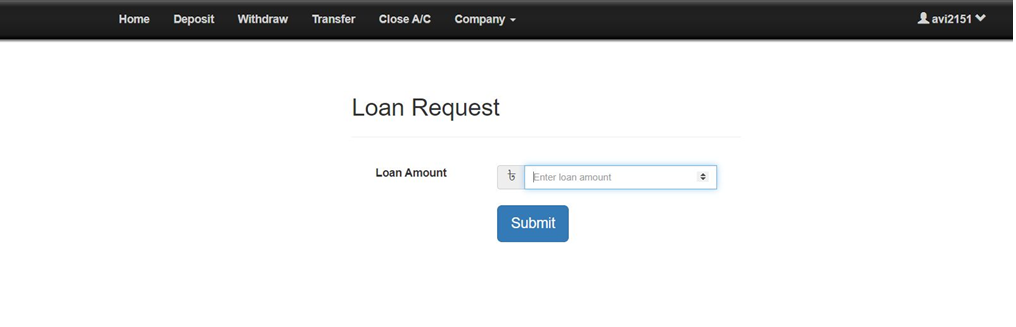 Home Deposit Withdraw Transfer Close A/C Company avi2151
Loan Request
Loan Amount ৳ Enter loan amount
Submit